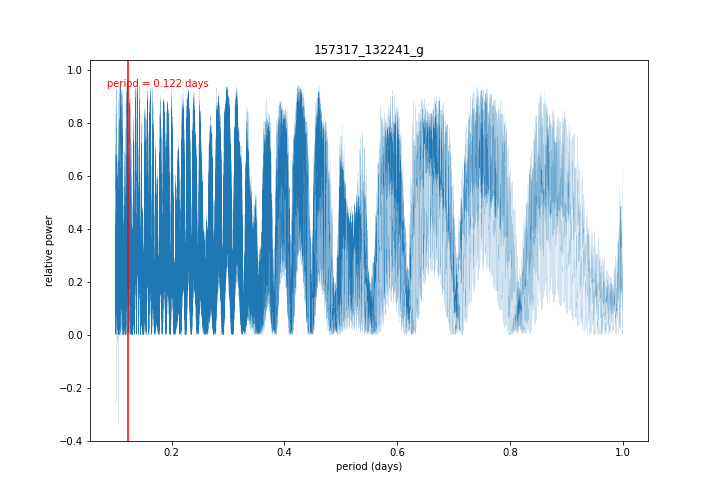 157317_132241_g
period = 0.122 days
1.0
0.8
0.6
0.4
0.2
0.0
−0.2
−0.4
relative power
0.2 0.4 0.6 0.8 1.0
period (days)